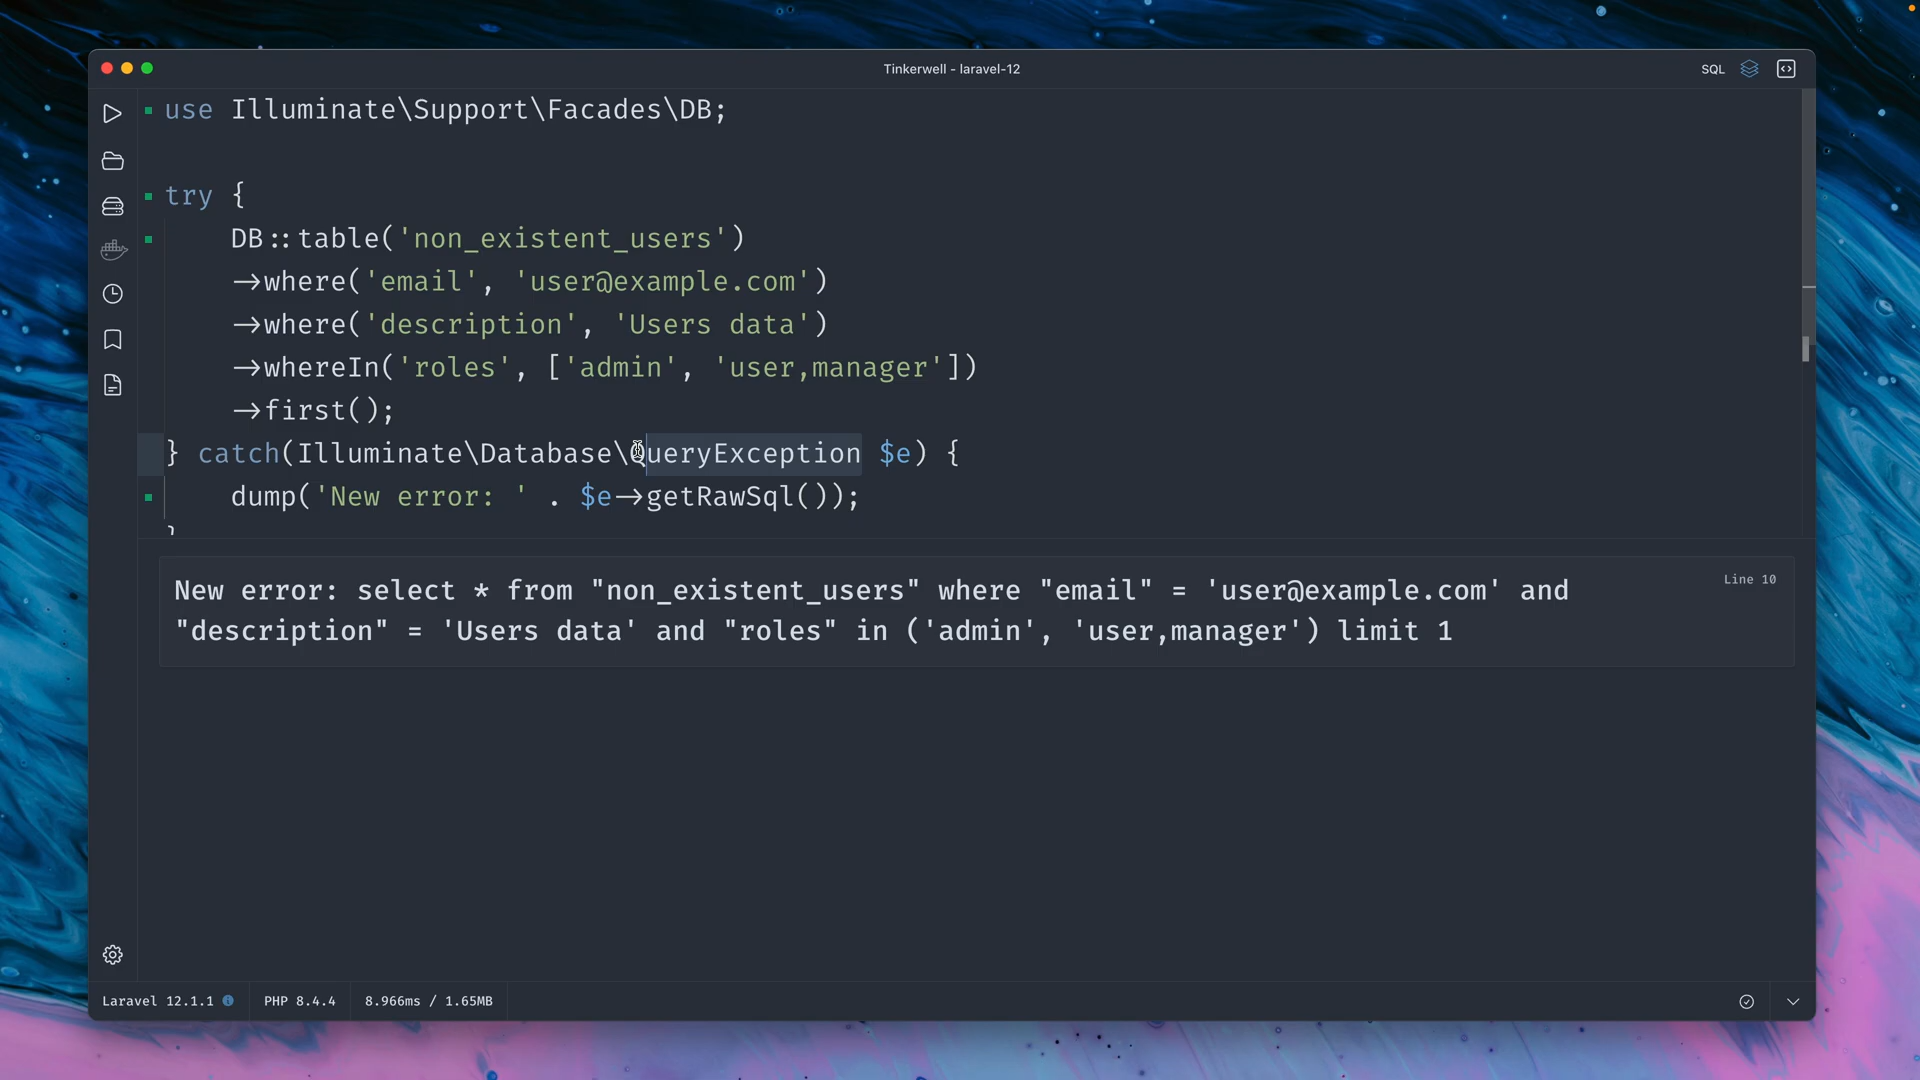 Tinkerwell - laravel-12
SQL
use Illuminate\Support\Facades\DB;
try {
DB::table('non_existent_users')
->where('email', 'user@example.com')
->where('description', 'Users data')
->whereIn('roles', ['admin', 'user,manager'])
->first();
} catch(Illuminate\Database\QueryException $e) {
dump('New error: ' . $e->getRawSql());
}
New error: select * from "non_existent_users" where "email" = 'user@example.com' and
"description" = 'Users data' and "roles" in ('admin', 'user,manager') limit 1
Line 10
Laravel 12.1.1
PHP 8.4.4
8.966ms / 1.65MB